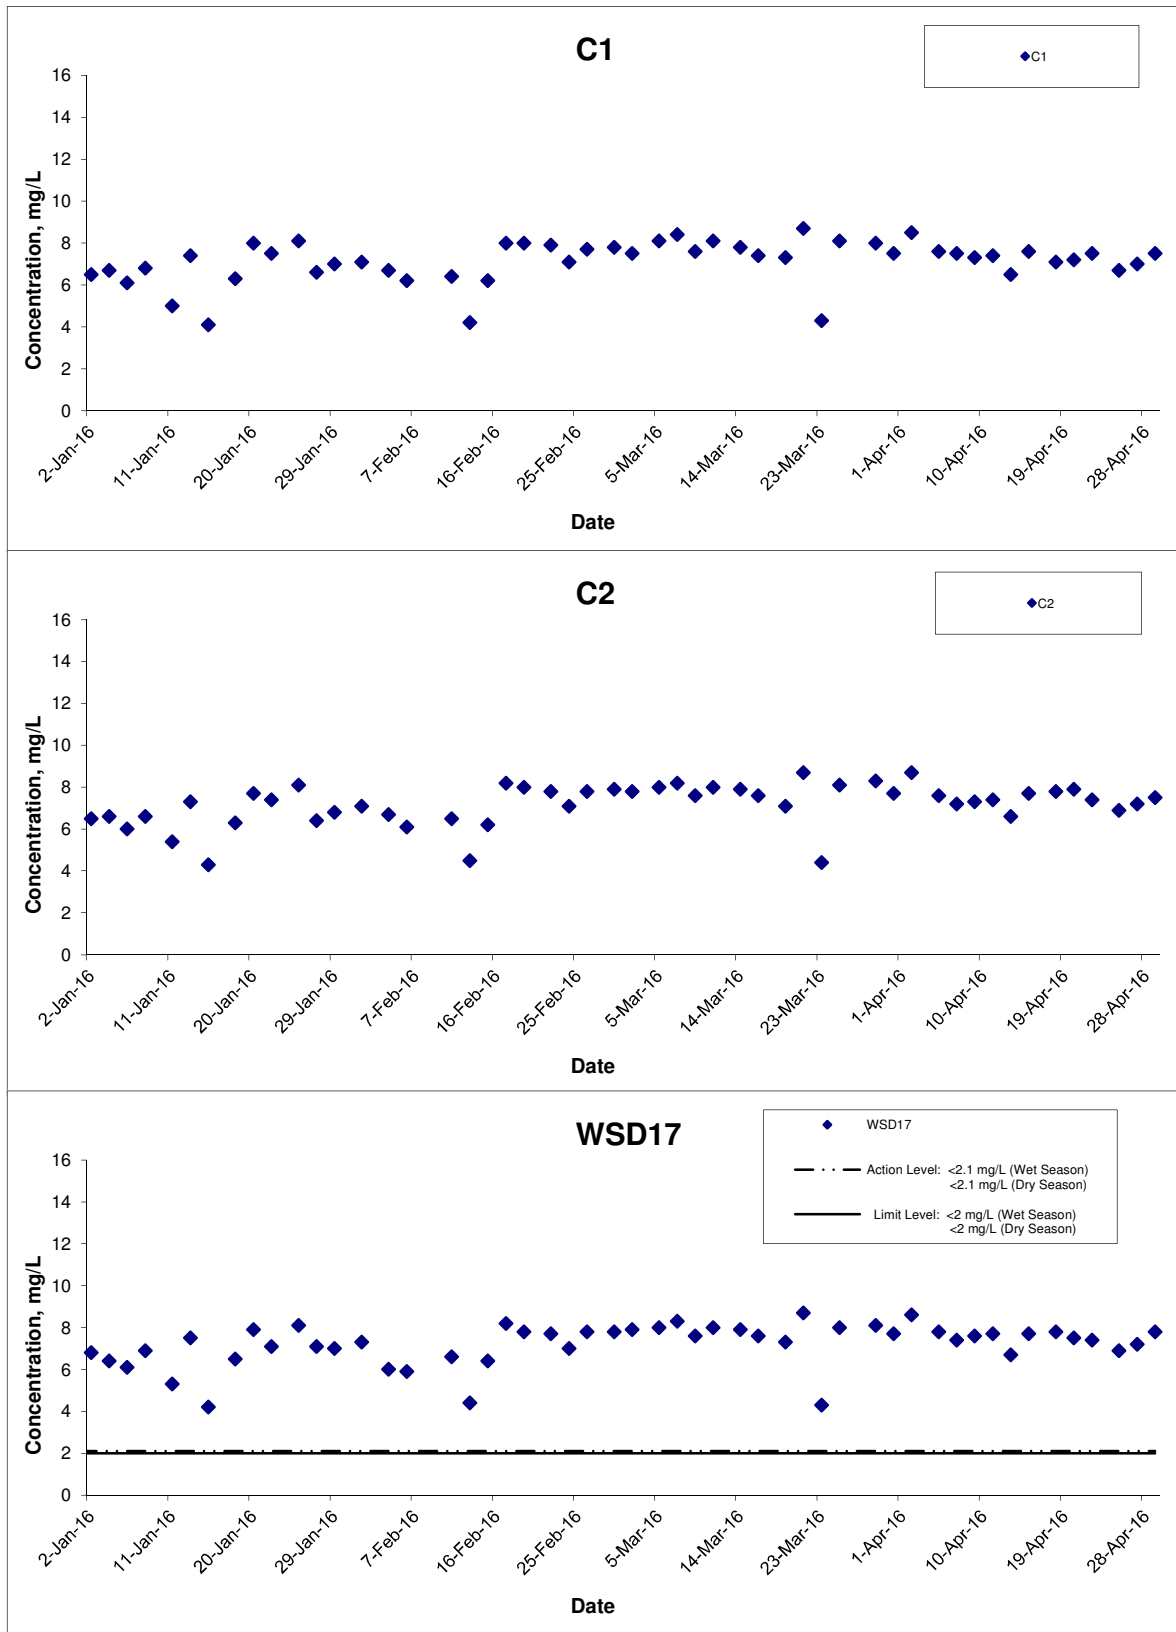 C1
C1
16
14
12
10
8
6
4
2
0
Concentration, mg/L
2-Jan-16
11-Jan-16
20-Jan-16
29-Jan-16
7-Feb-16
16-Feb-16
25-Feb-16
5-Mar-16
14-Mar-16
23-Mar-16
1-Apr-16
10-Apr-16
19-Apr-16
28-Apr-16
Date
C2
C2
16
14
12
10
8
6
4
2
0
Concentration, mg/L
2-Jan-16
11-Jan-16
20-Jan-16
29-Jan-16
7-Feb-16
16-Feb-16
25-Feb-16
5-Mar-16
14-Mar-16
23-Mar-16
1-Apr-16
10-Apr-16
19-Apr-16
28-Apr-16
Date
WSD17
WSD17
Action Level: <2.1 mg/L (Wet Season)
<2.1 mg/L (Dry Season)
Limit Level: <2 mg/L (Wet Season)
<2 mg/L (Dry Season)
16
14
12
10
8
6
4
2
0
Concentration, mg/L
2-Jan-16
11-Jan-16
20-Jan-16
29-Jan-16
7-Feb-16
16-Feb-16
25-Feb-16
5-Mar-16
14-Mar-16
23-Mar-16
1-Apr-16
10-Apr-16
19-Apr-16
28-Apr-16
Date